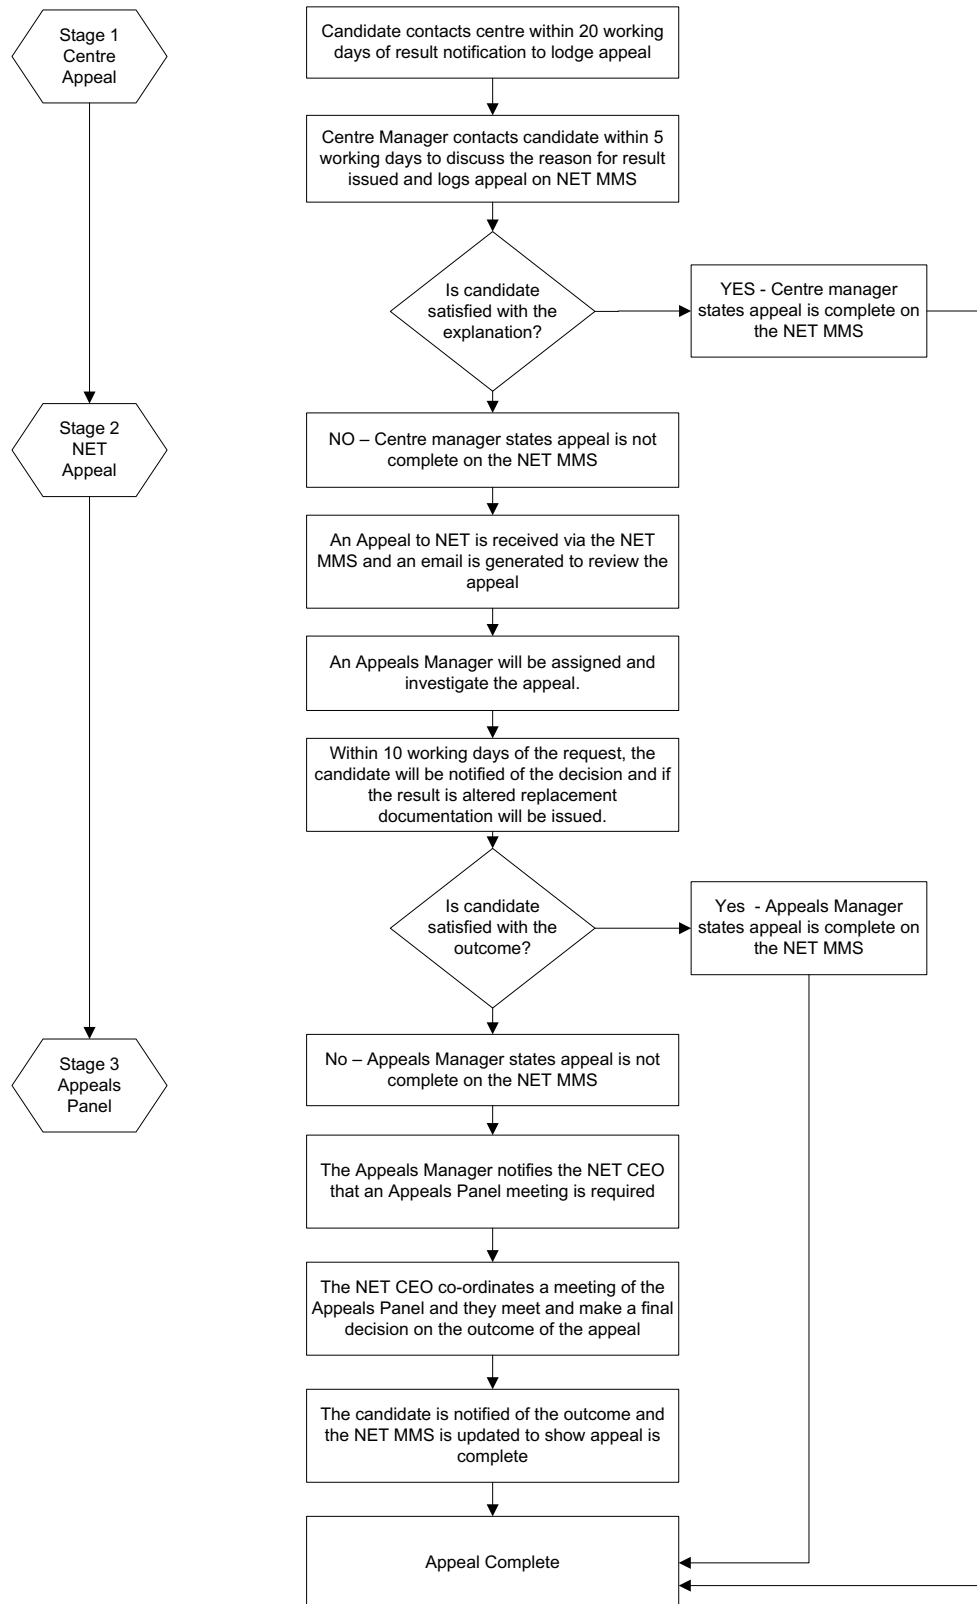 Stage 1
Centre
Appeal
Candidate contacts centre within 20 working
days of result notification to lodge appeal
Centre Manager contacts candidate within 5
working days to discuss the reason for result
issued and logs appeal on NET MMS
Is candidate
satisfied with the
explanation?
YES - Centre manager
states appeal is complete on
the NET MMS
Stage 2
NET
Appeal
NO – Centre manager states appeal is not
complete on the NET MMS
An Appeal to NET is received via the NET
MMS and an email is generated to review the
appeal
An Appeals Manager will be assigned and
investigate the appeal.
Within 10 working days of the request, the
candidate will be notified of the decision and if
the result is altered replacement
documentation will be issued.
Is candidate
satisfied with the
outcome?
Yes  - Appeals Manager
states appeal is complete on
the NET MMS
Stage 3
Appeals
Panel
No – Appeals Manager states appeal is not
complete on the NET MMS
The Appeals Manager notifies the NET CEO
that an Appeals Panel meeting is required
The NET CEO co-ordinates a meeting of the
Appeals Panel and they meet and make a final
decision on the outcome of the appeal
The candidate is notified of the outcome and
the NET MMS is updated to show appeal is
complete
Appeal Complete